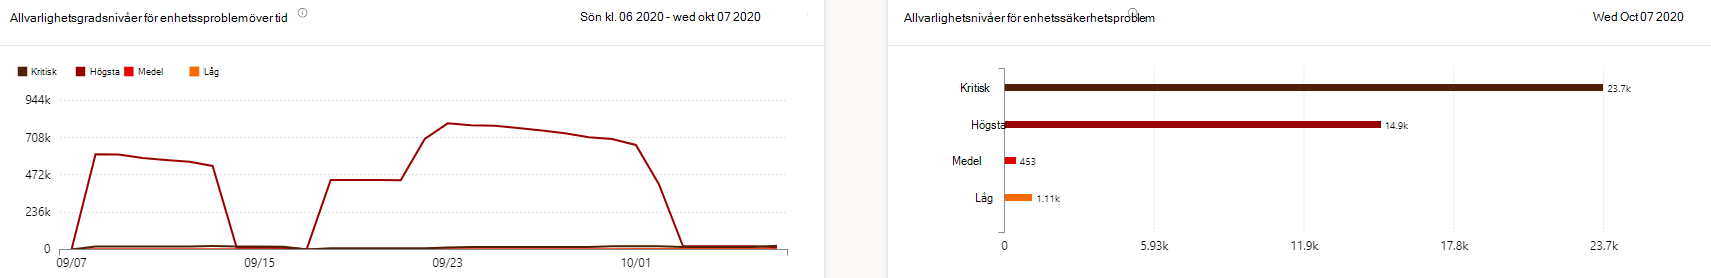 Allvarlighetsgradsnivåer för enhetssproblem över tid
Sön kl. 06 2020 - wed okt 07 2020
Kritisk Högsta Medel Låg
944k
708k
472k
236k
0
09/07 09/15 09/23 10/01
Allvarlighetsnivåer för enhetssäkerhetsproblem
Wed Oct 07 2020
Kritisk 23.7k
Högsta 14.9k
Medel 453
Låg 1.11k
0 5.93k 11.9k 17.8k 23.7k